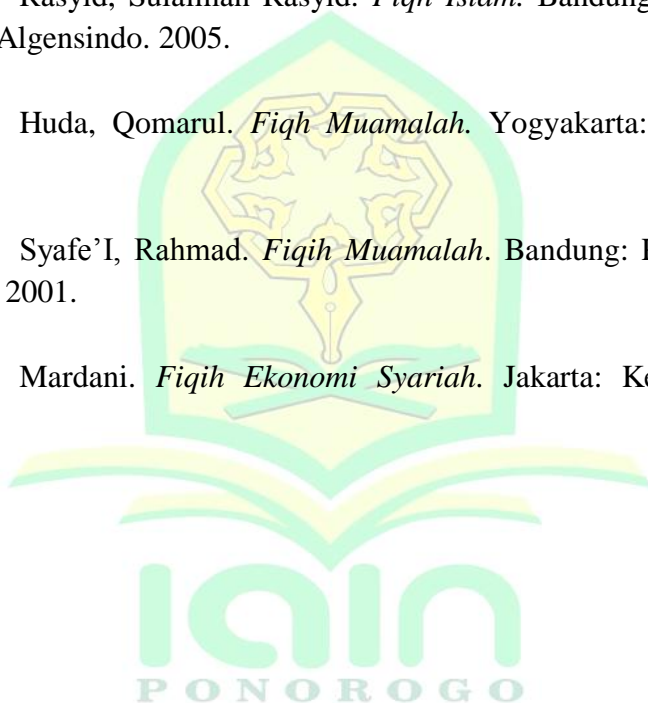 Rasyid, Sulaiman Rasyid. Fiqh Islam. Bandung
Algensindo. 2005.
Huda, Qomarul. Fiqh Muamalah. Yogyakarta:
Syafe’I, Rahmad. Fiqih Muamalah. Bandung:
2001.
Mardani. Fiqih Ekonomi Syariah. Jakarta:
iain
PONOROGO